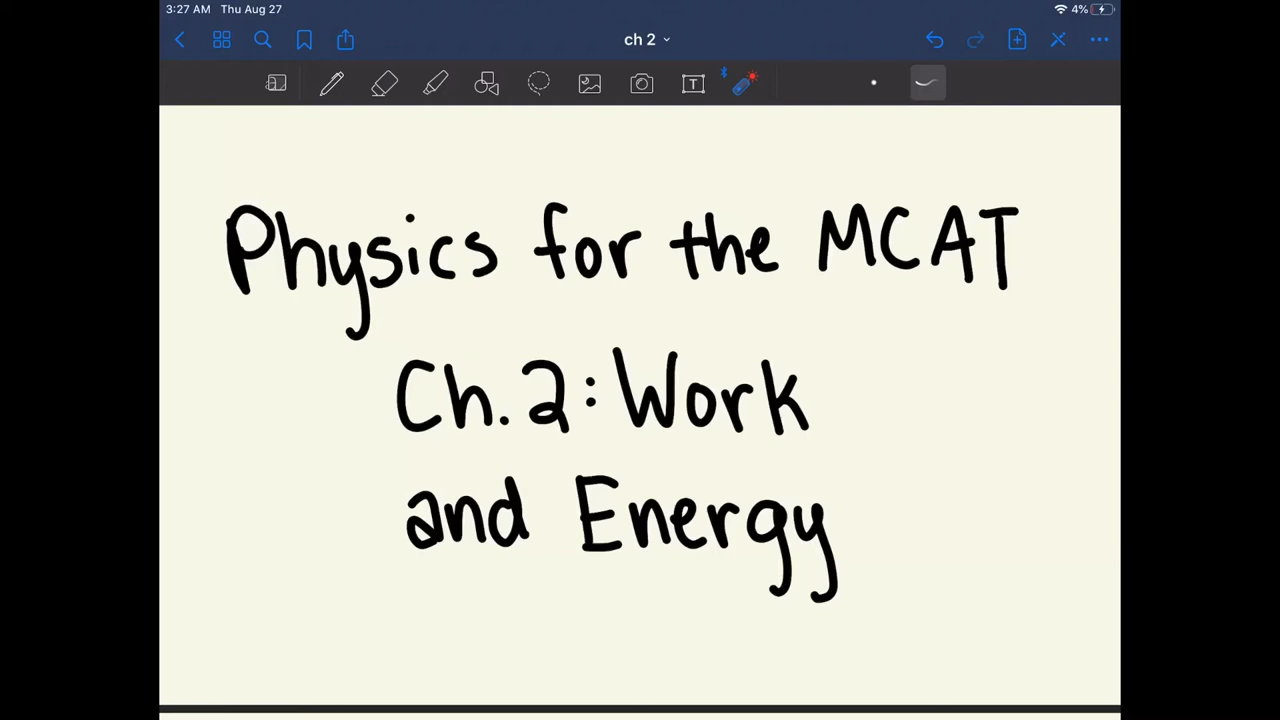 3:27 AM Thu Aug 27 4%
ch 2
T
Physics for the MCAT
Ch. 2: Work
and Energy